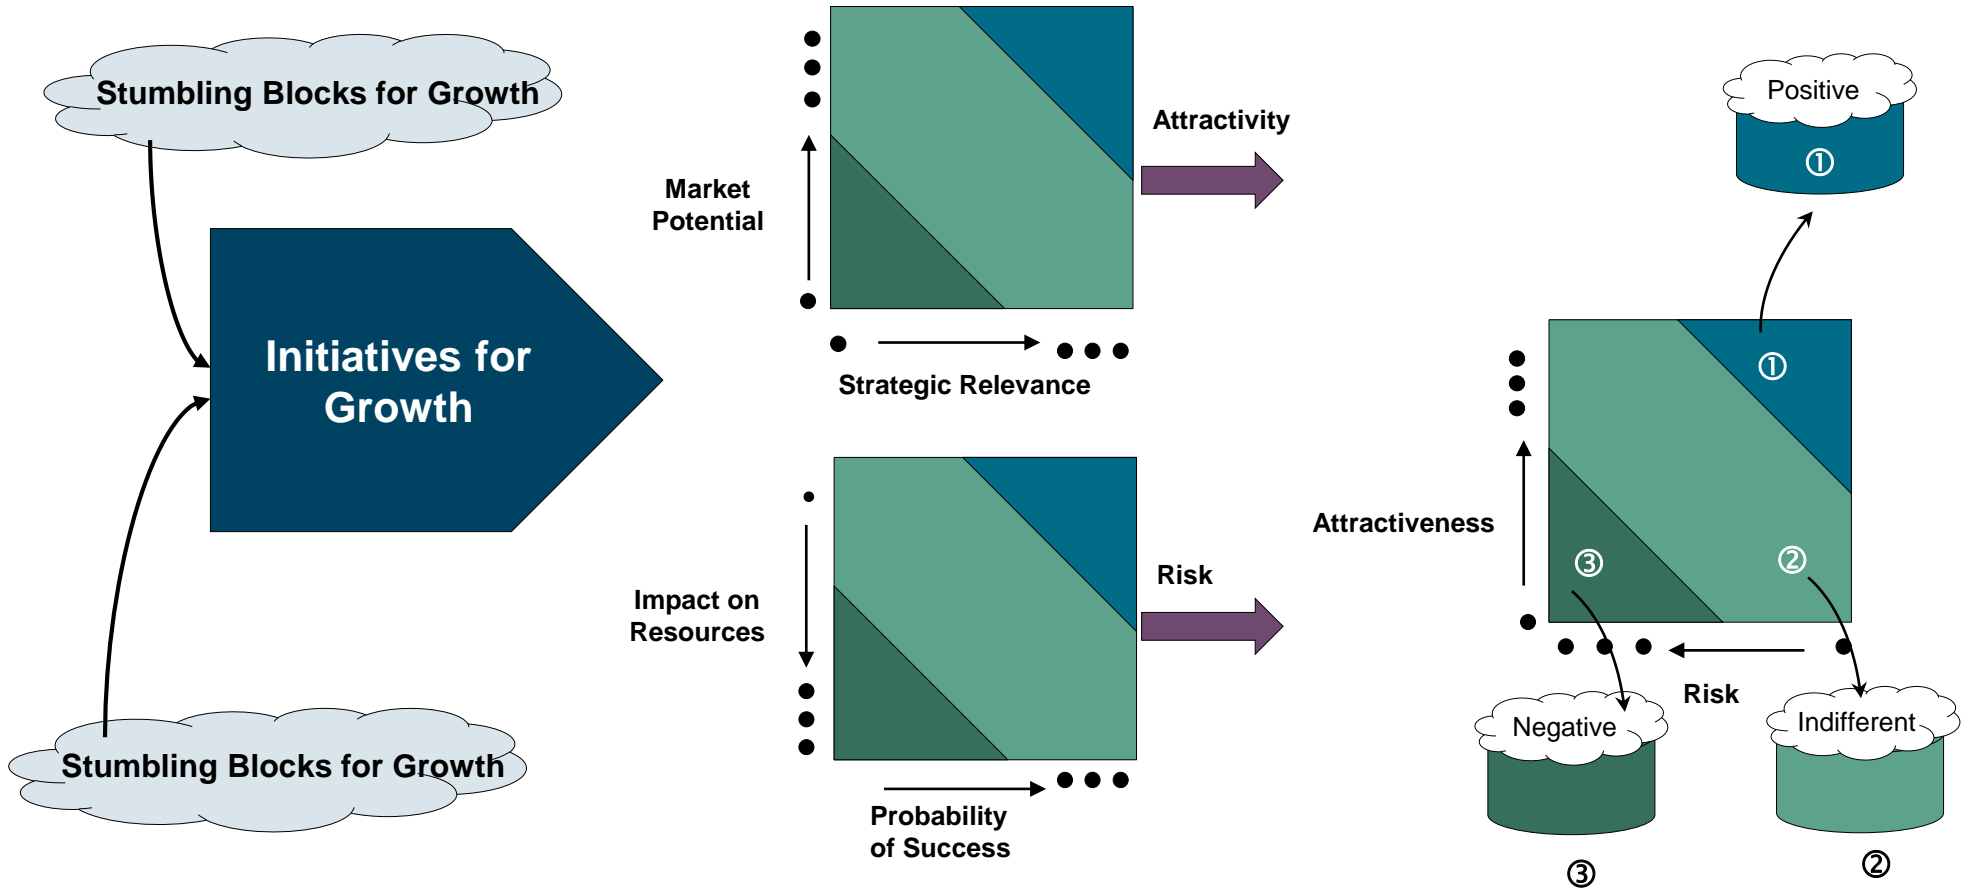 Stumbling Blocks for Growth
Initiatives for
Growth
Stumbling Blocks for Growth
Market
Potential
Strategic Relevance
Attractivity
Impact on
Resources
Probability
of Success
Risk
Positive
①
Attractiveness
①
③
②
Risk
Negative
③
Indifferent
②